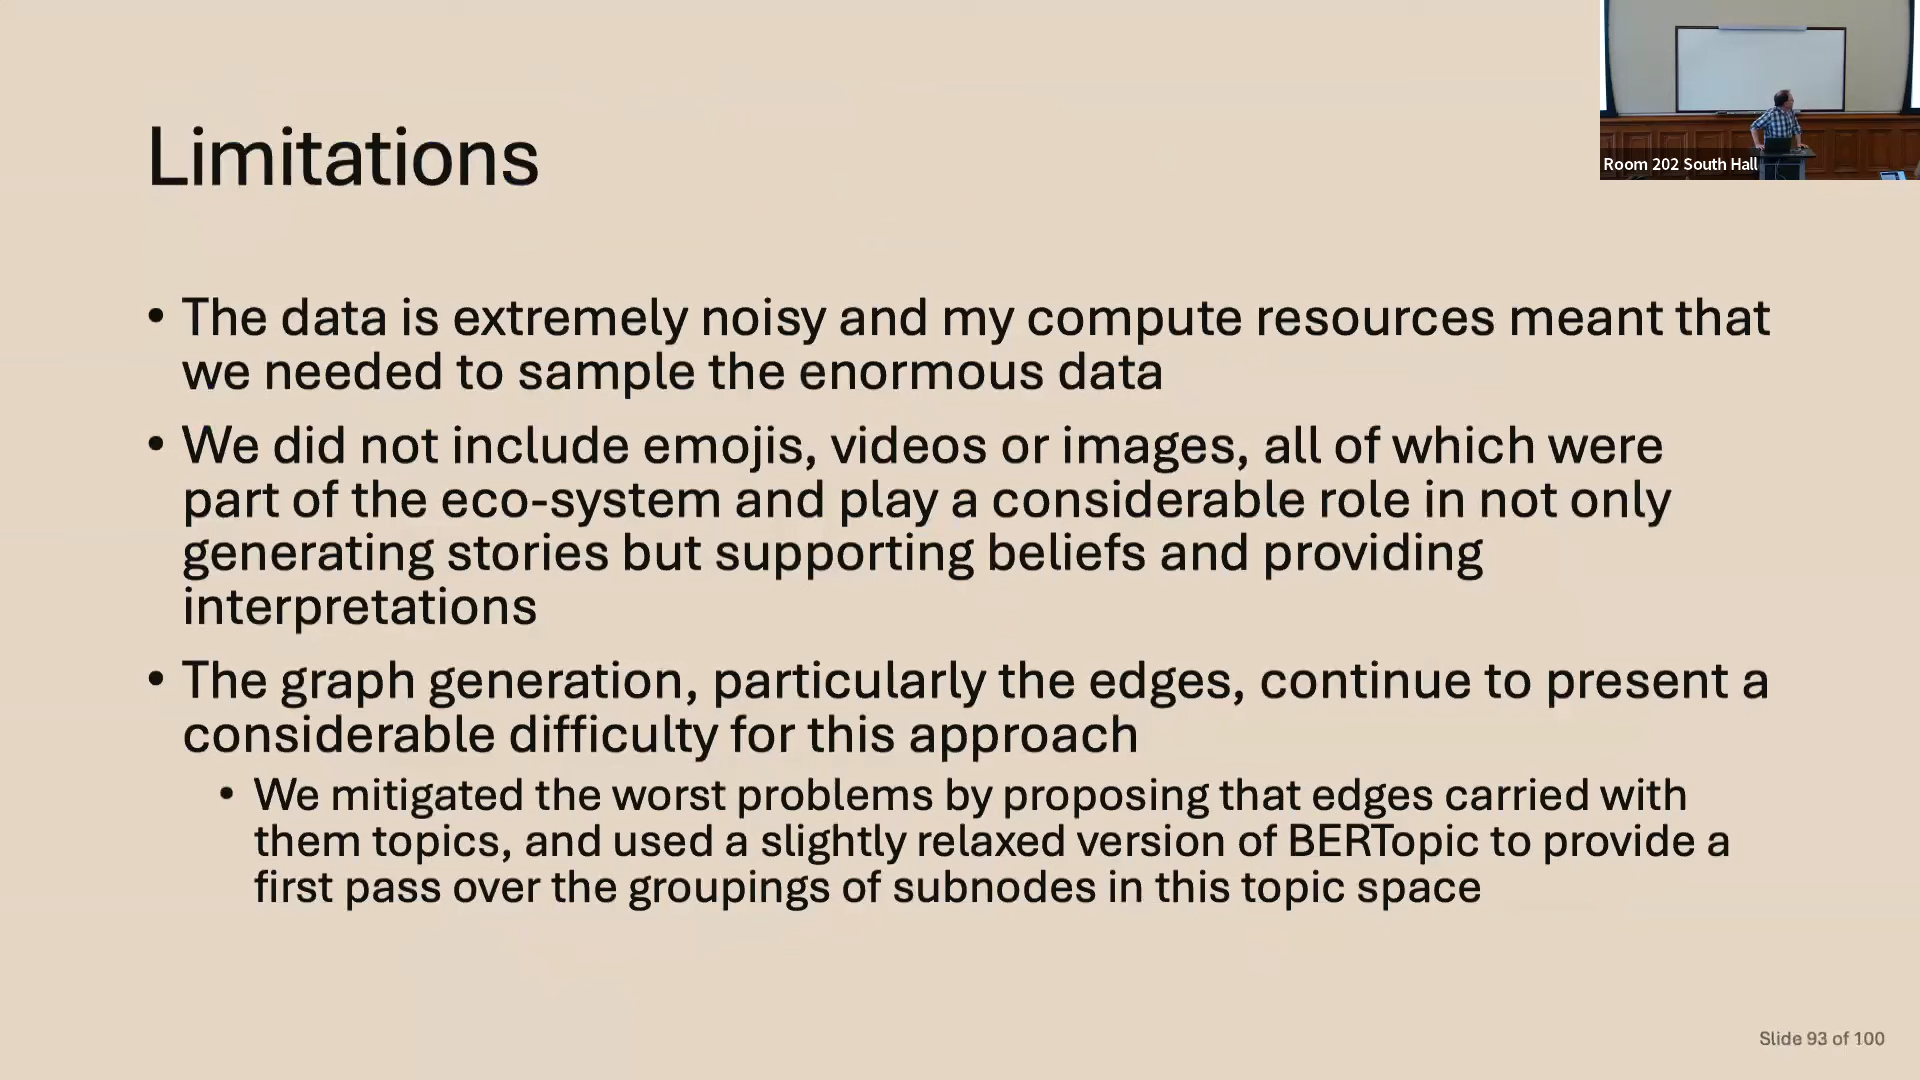 Limitations
Room 202 South Hall
• The data is extremely noisy and my compute resources meant that
we needed to sample the enormous data
• We did not include emojis, videos or images, all of which were
part of the eco-system and play a considerable role in not only
generating stories but supporting beliefs and providing
interpretations
• The graph generation, particularly the edges, continue to present a
considerable difficulty for this approach
• We mitigated the worst problems by proposing that edges carried with
them topics, and used a slightly relaxed version of BERTopic to provide a
first pass over the groupings of subnodes in this topic space
Slide 93 of 100